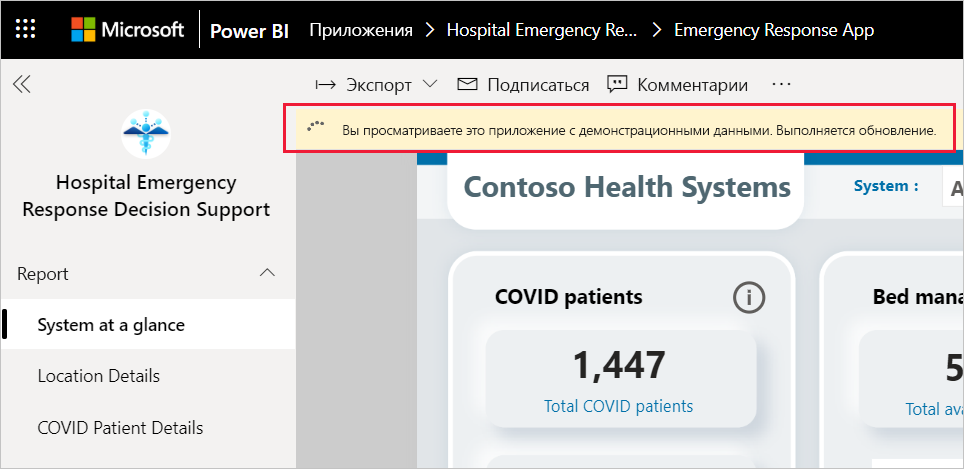 Microsoft Power BI Приложения > Hospital Emergency Re... > Emergency Response App
Экспорт Подписаться Комментарии ...
Вы просматриваете это приложение с демонстрационными данными. Выполняется обновление.
Hospital Emergency
Response Decision Support
Report
System at a glance
Location Details
COVID Patient Details
Contoso Health Systems
System :
COVID patients
1,447
Total COVID patients
Bed mana
5
Total ava